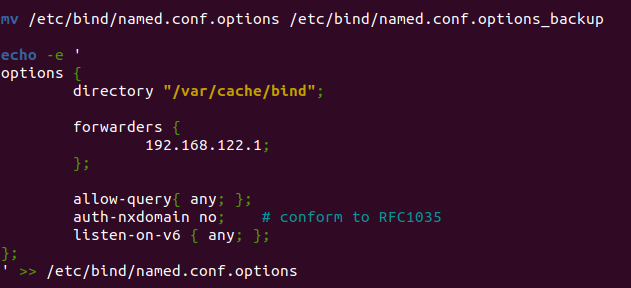 mv /etc/bind/named.conf.options /etc/bind/named.conf.options_backup
echo -e '
options {
directory "/var/cache/bind";
forwarders {
192.168.122.1;
};
allow-query{ any; };
auth-nxdomain no; # conform to RFC1035
listen-on-v6 { any; };
};
' >> /etc/bind/named.conf.options